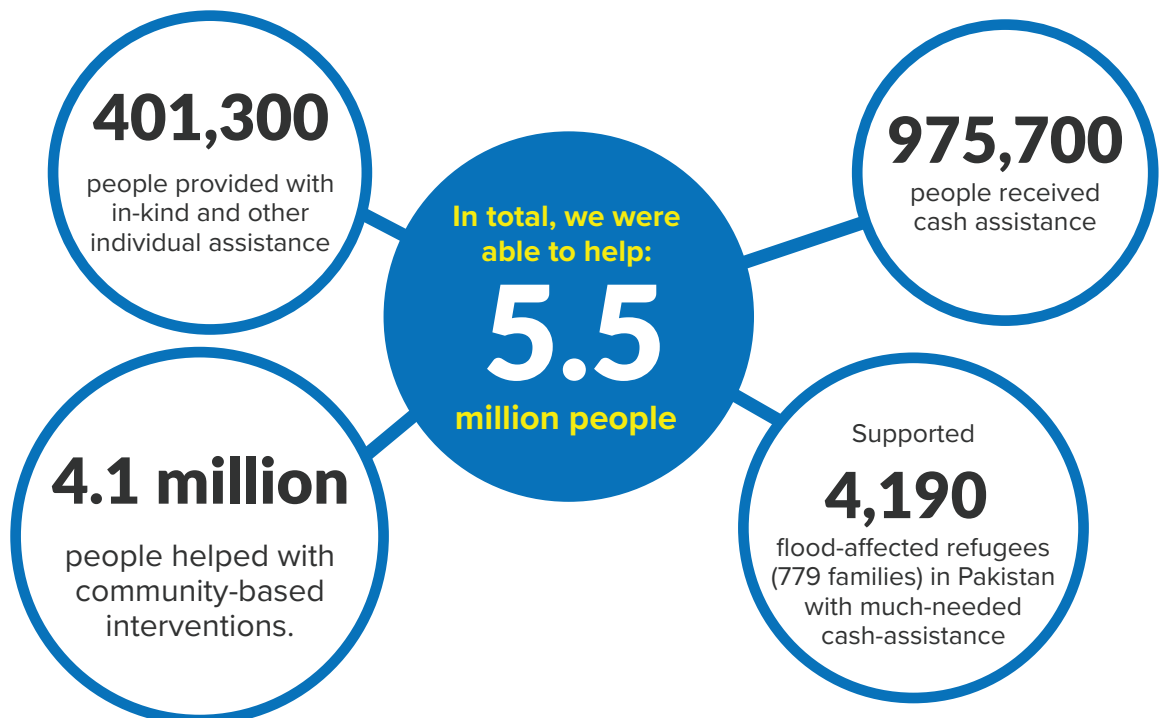 401,300
people provided with
in-kind and other
individual assistance
In total, we were
able to help:
5.5
million people
975,700
people received
cash assistance
4.1 million
people helped with
community-based
interventions.
Supported
4,190
flood-affected refugees
(779 families) in Pakistan
with much-needed
cash-assistance